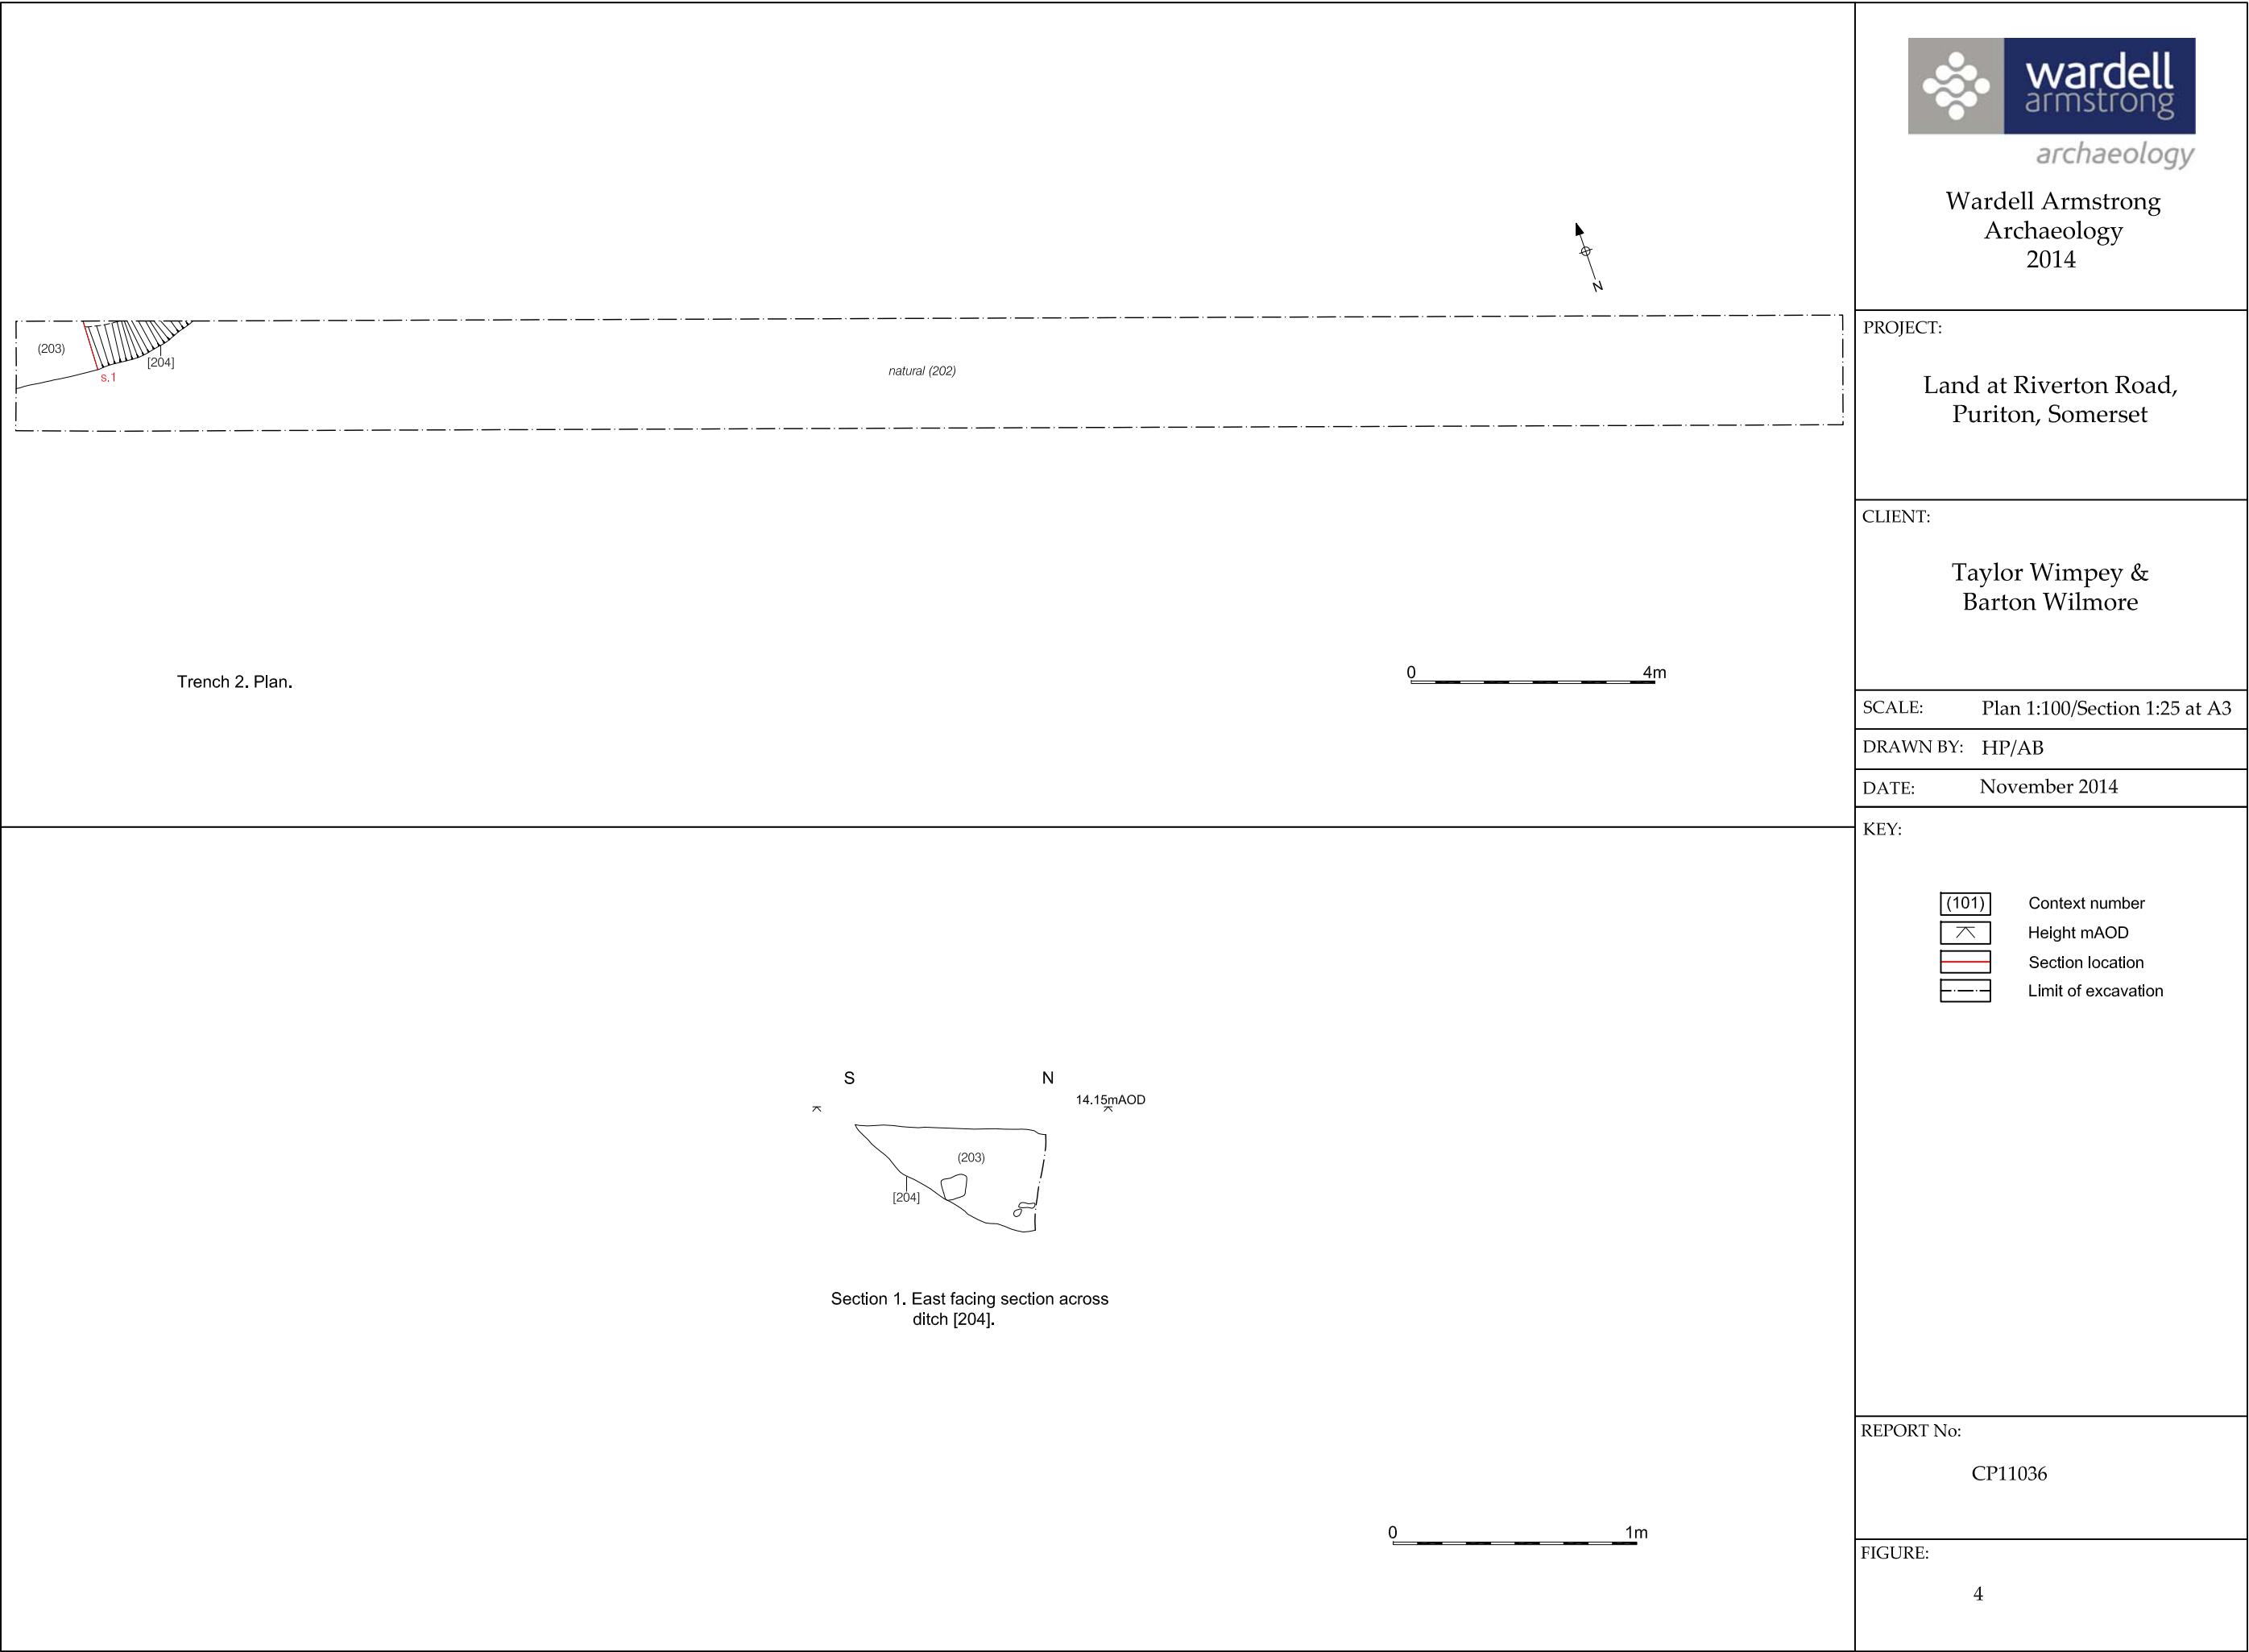 N
(203)
[204]
s.1
natural (202)
Trench 2. Plan.
0 4m
S N
14.15mAOD
(203)
[204]
Section 1. East facing section across
ditch [204].
0 1m
wardell
armstrong
archaeology
Wardell Armstrong
Archaeology
2014
PROJECT:
Land at Riverton Road,
Puriton, Somerset
CLIENT:
Taylor Wimpey &
Barton Wilmore
SCALE: Plan 1:100/Section 1:25 at A3
DRAWN BY: HP/AB
DATE: November 2014
KEY:
(101) Context number
Height mAOD
Section location
Limit of excavation
REPORT No:
CP11036
FIGURE:
4